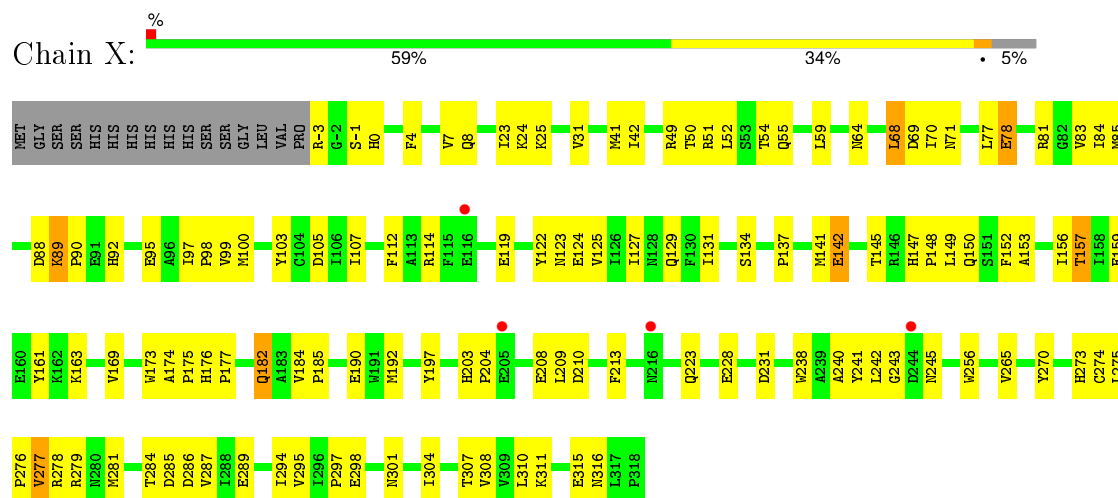 %
Chain X:
59% 34% • 5%
MET GLY SER SER HIS HIS HIS HIS HIS HIS SER SER GLY LEU VAL PRO R-3 G-2 S-1 H0 F4 V7 Q8 I23 K24 K25 V31 M41 I42 R49 T50 R51 L52 S53 T54 Q55 L59 N64 L68 D69 I70 N71 L77 E78 R81 G82 V83 I84 M85
D88 K89 P90 E91 H92 E95 A96 I97 P98 V99 M100 Y103 C104 D105 I106 I107 F112 A113 R114 F115 E116 E119 Y122 N123 E124 V125 I126 I127 N128 Q129 F130 I131 S134 P137 M141 E142 T145 R146 H147 P148 L149 Q150 S151 F152 A153 I156 T157 I158 E159
E160 Y161 K162 K163 V169 W173 A174 P175 H176 P177 Q182 A183 V184 P185 E190 W191 M192 Y197 H203 P204 E205 E208 L209 D210 F213 N216 Q223 E228 D231 W238 A239 A240 Y241 L242 G243 D244 N245 W256 V265 Y270 H273 C274 L275
P276 V277 R278 R279 N280 M281 T284 D285 D286 V287 I288 E289 I294 V295 I296 P297 E298 N301 I304 T307 V308 V309 L310 K311 E315 N316 L317 P318